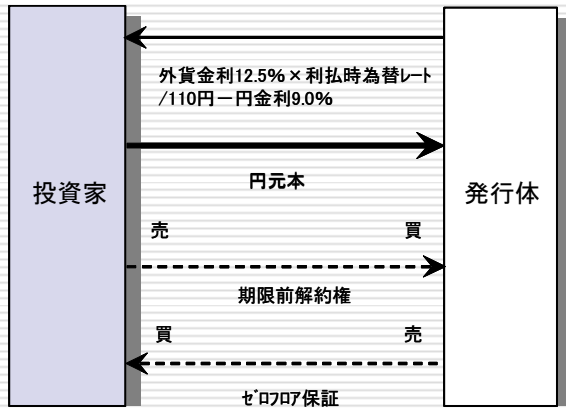 外貨金利12.5%×利払時為替ﾚｰﾄ
/110円－円金利9.0%
円元本
投資家
発行体
売 買
期限前解約権
買 売
ｾﾞﾛﾌﾛｱ保証